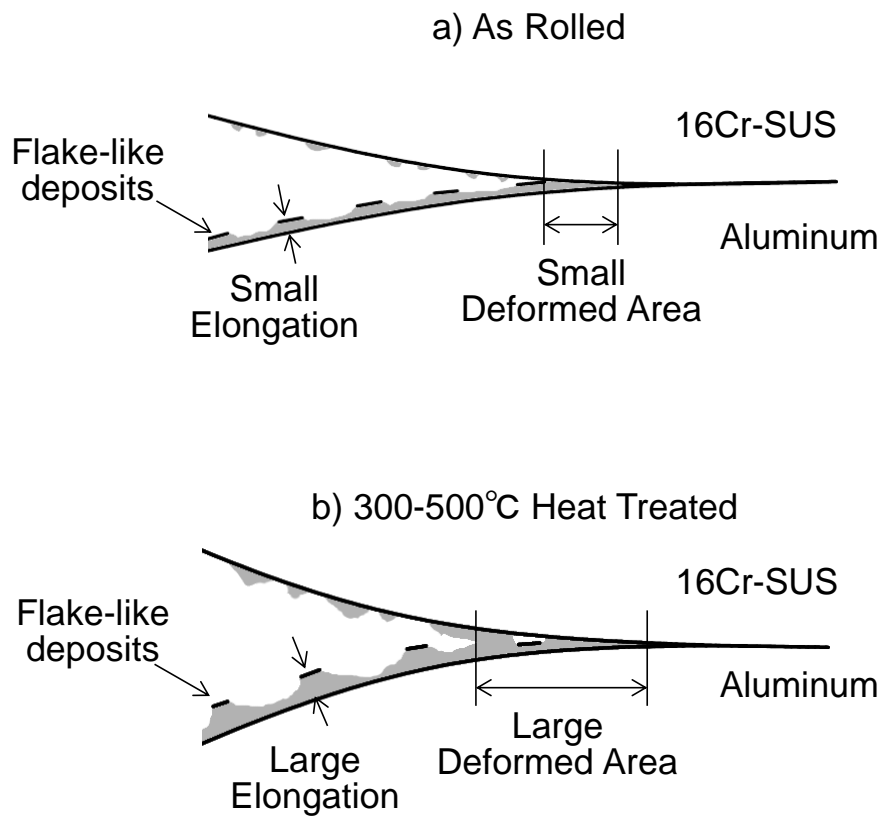 a) As Rolled
16Cr-SUS
Flake-like
deposits
Aluminum
Small
Elongation
Small
Deformed Area
b) 300-500℃ Heat Treated
16Cr-SUS
Flake-like
deposits
Aluminum
Large
Elongation
Large
Deformed Area